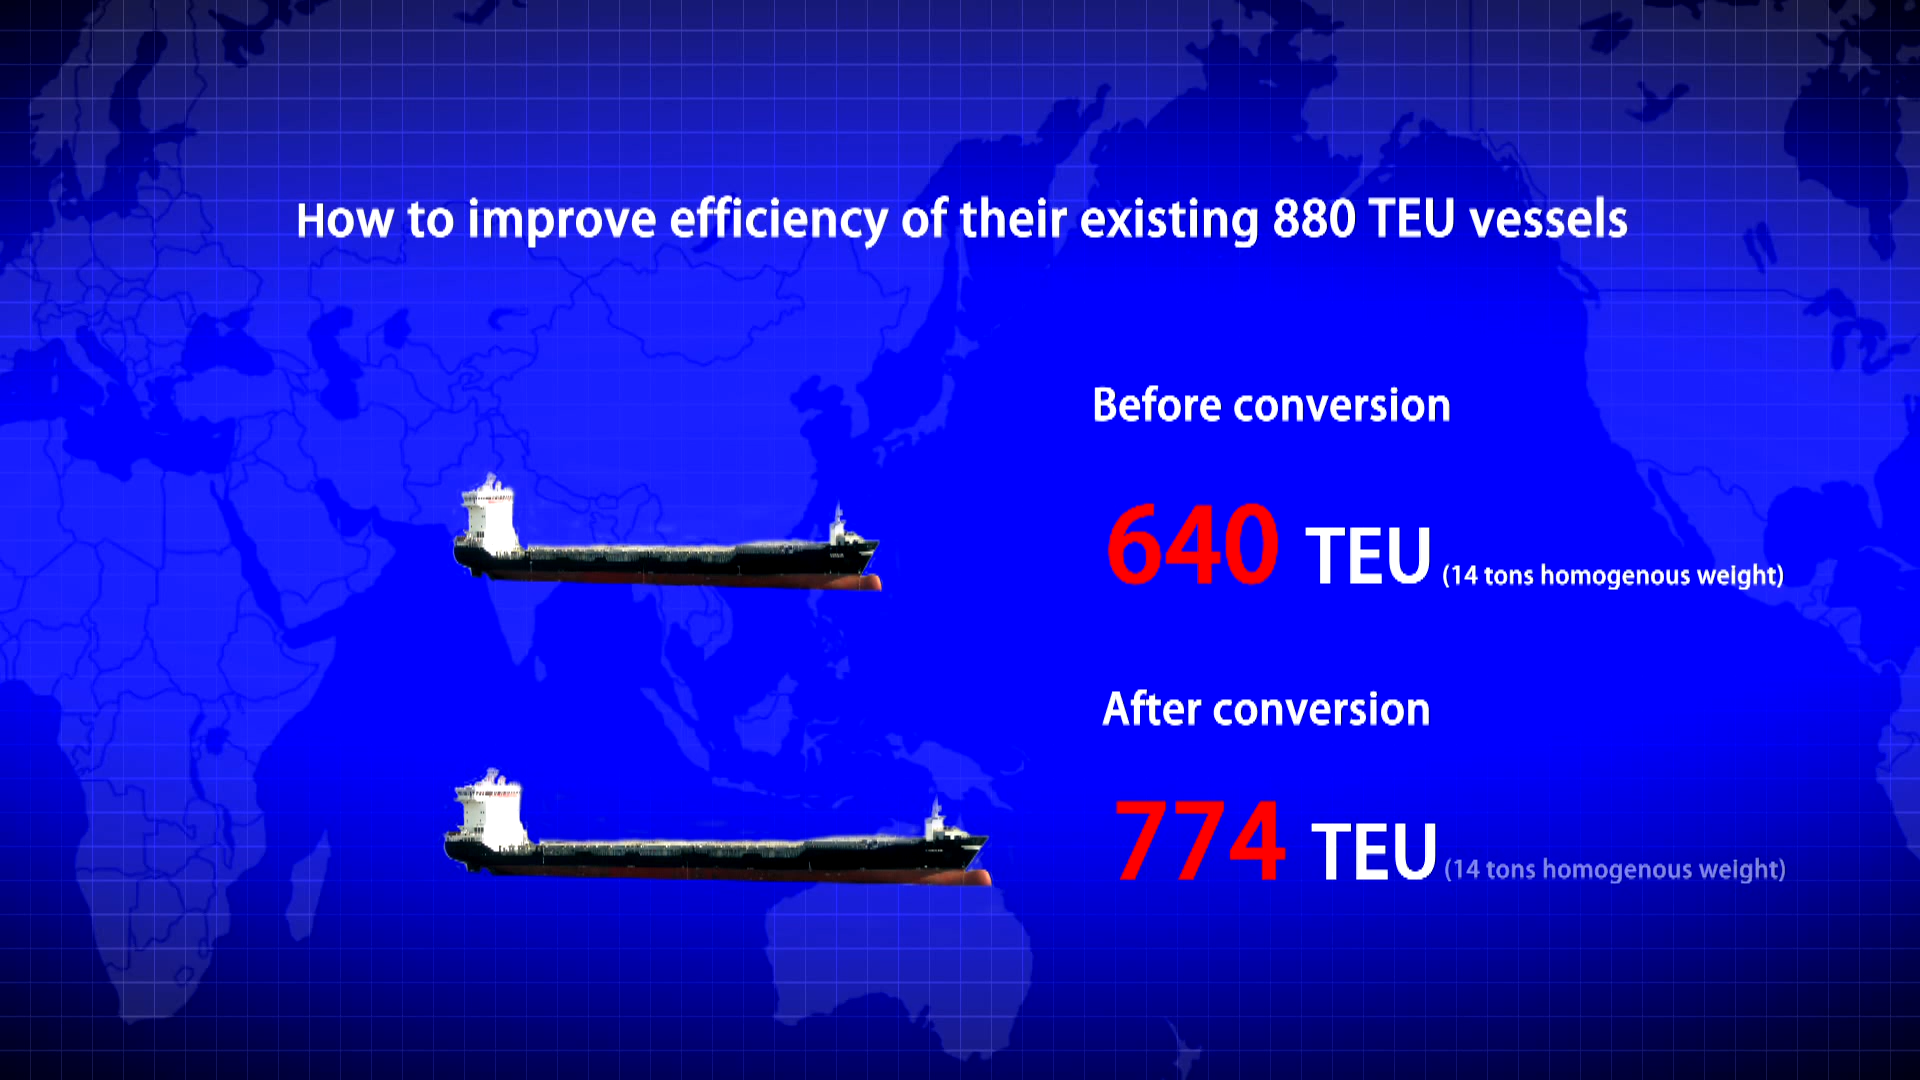 How to improve efficiency of their existing 880 TEU vessels
Before conversion
640 TEU (14 tons homogenous weight)
After conversion
774 TEU (14 tons homogenous weight)